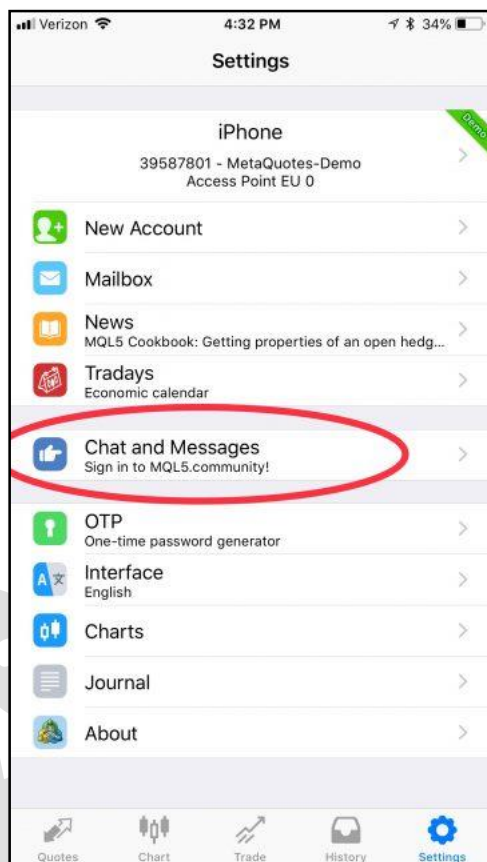 Verizon 4:32 PM 34%
Settings
Demo
iPhone
39587801 - MetaQuotes-Demo
Access Point EU 0
New Account
Mailbox
News
MQL5 Cookbook: Getting properties of an open hedg...
Tradays
Economic calendar
Chat and Messages
Sign in to MQL5.community!
OTP
One-time password generator
Interface
English
Charts
Journal
About
Quotes Chart Trade History Settings